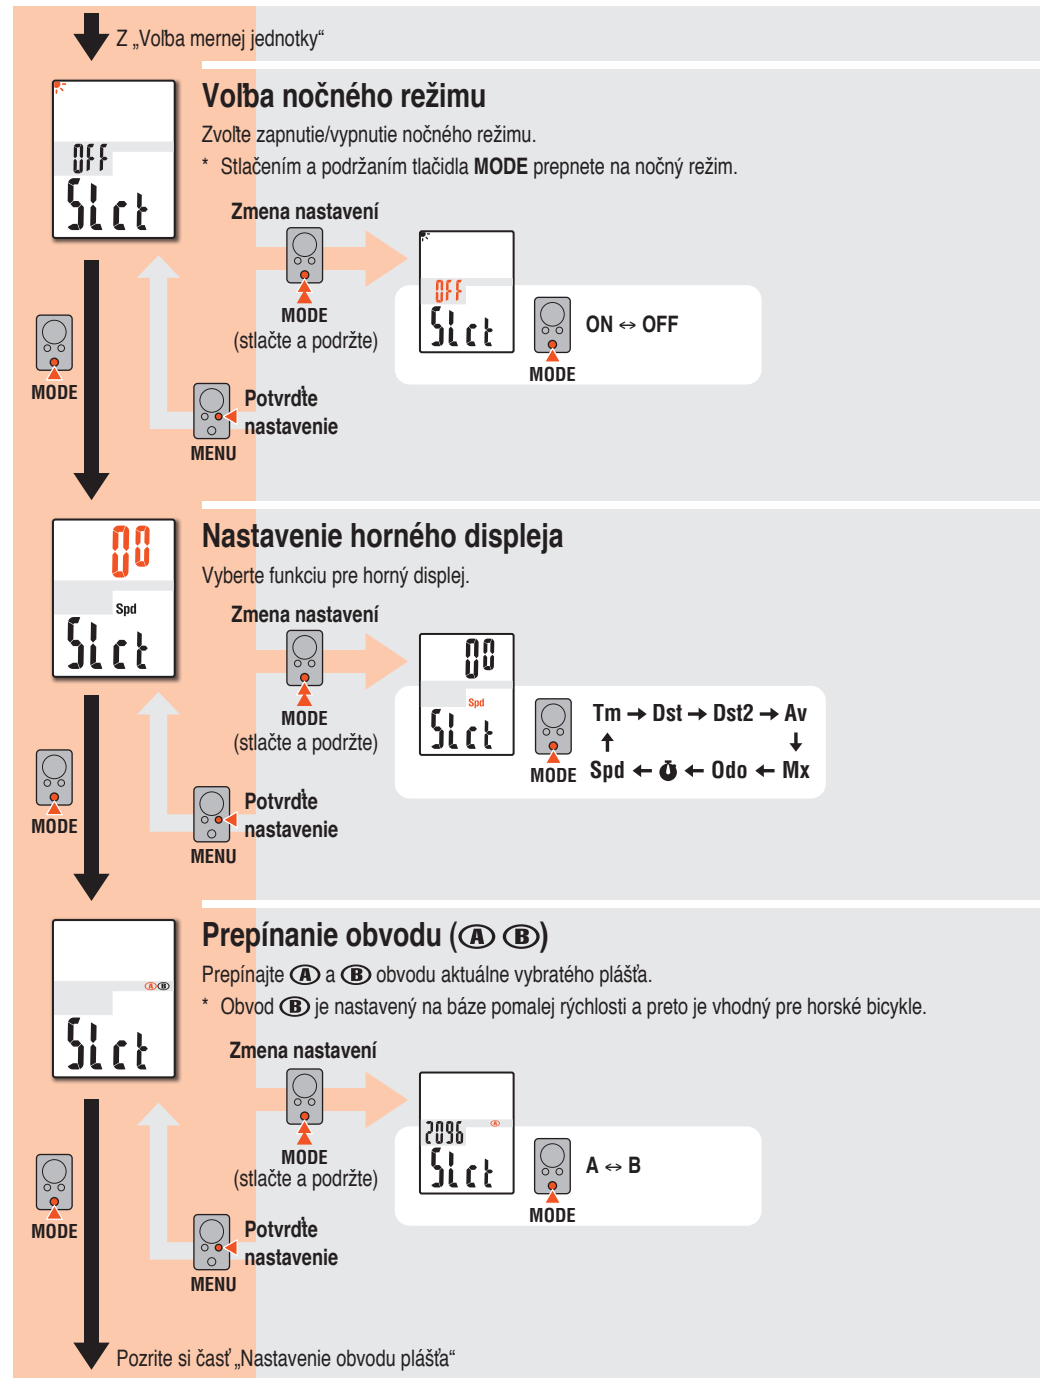 Z „Voľba mernej jednotky“
Voľba nočného režimu
Zvoľte zapnutie/vypnutie nočného režimu.
* Stlačením a podržaním tlačidla MODE prepnete na nočný režim.
OFF
Slct
Zmena nastavení
MODE
(stlačte a podržte)
OFF
Slct
MODE
ON ⇔ OFF
MODE
Potvrďte
nastavenie
MENU
Nastavenie horného displeja
Vyberte funkciu pre horný displej.
00
Spd
Slct
Zmena nastavení
MODE
(stlačte a podržte)
00
Spd
Slct
MODE
Tm → Dst → Dst2 → Av
↑ ↓
Spd ← ⏱ ← Odo ← Mx
MODE
Potvrďte
nastavenie
MENU
Prepínanie obvodu (Ⓐ Ⓑ)
Prepínajte Ⓐ a Ⓑ obvodu aktuálne vybratého plášťa.
* Obvod Ⓑ je nastavený na báze pomalej rýchlosti a preto je vhodný pre horské bicykle.
ⒶⒷ
Slct
Zmena nastavení
MODE
(stlačte a podržte)
2096 Ⓐ
Slct
MODE
A ⇔ B
MODE
Potvrďte
nastavenie
MENU
Pozrite si časť „Nastavenie obvodu plášťa“